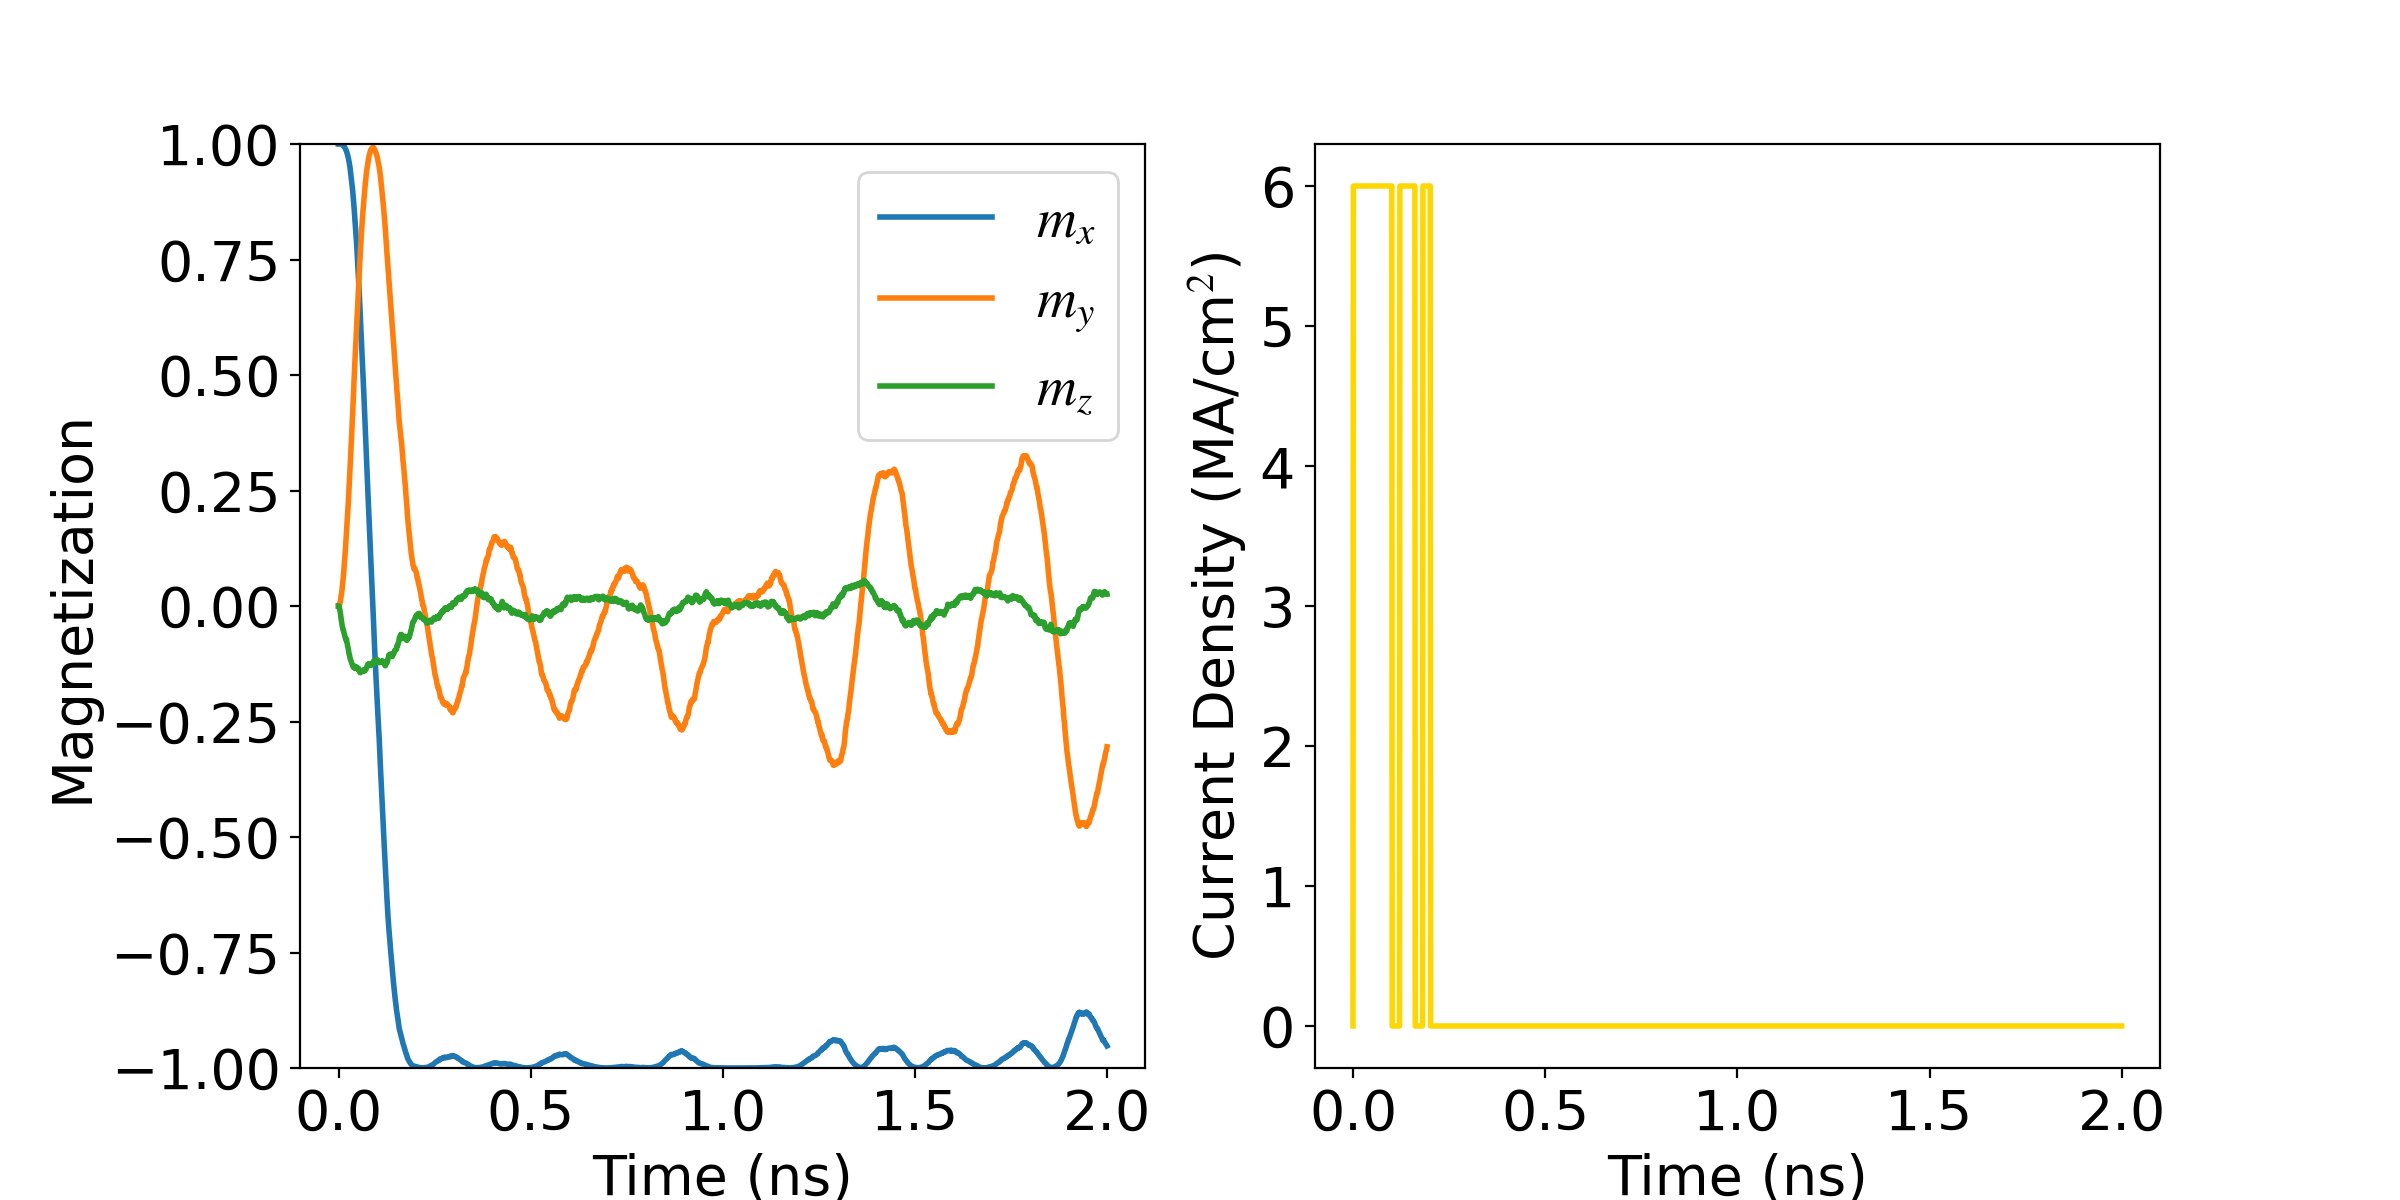 1.00
0.75
0.50
0.25
0.00
−0.25
−0.50
−0.75
−1.00
Magnetization
0.0 0.5 1.0 1.5 2.0
Time (ns)
m_x
m_y
m_z
6
5
4
3
2
1
0
Current Density (MA/cm²)
0.0 0.5 1.0 1.5 2.0
Time (ns)